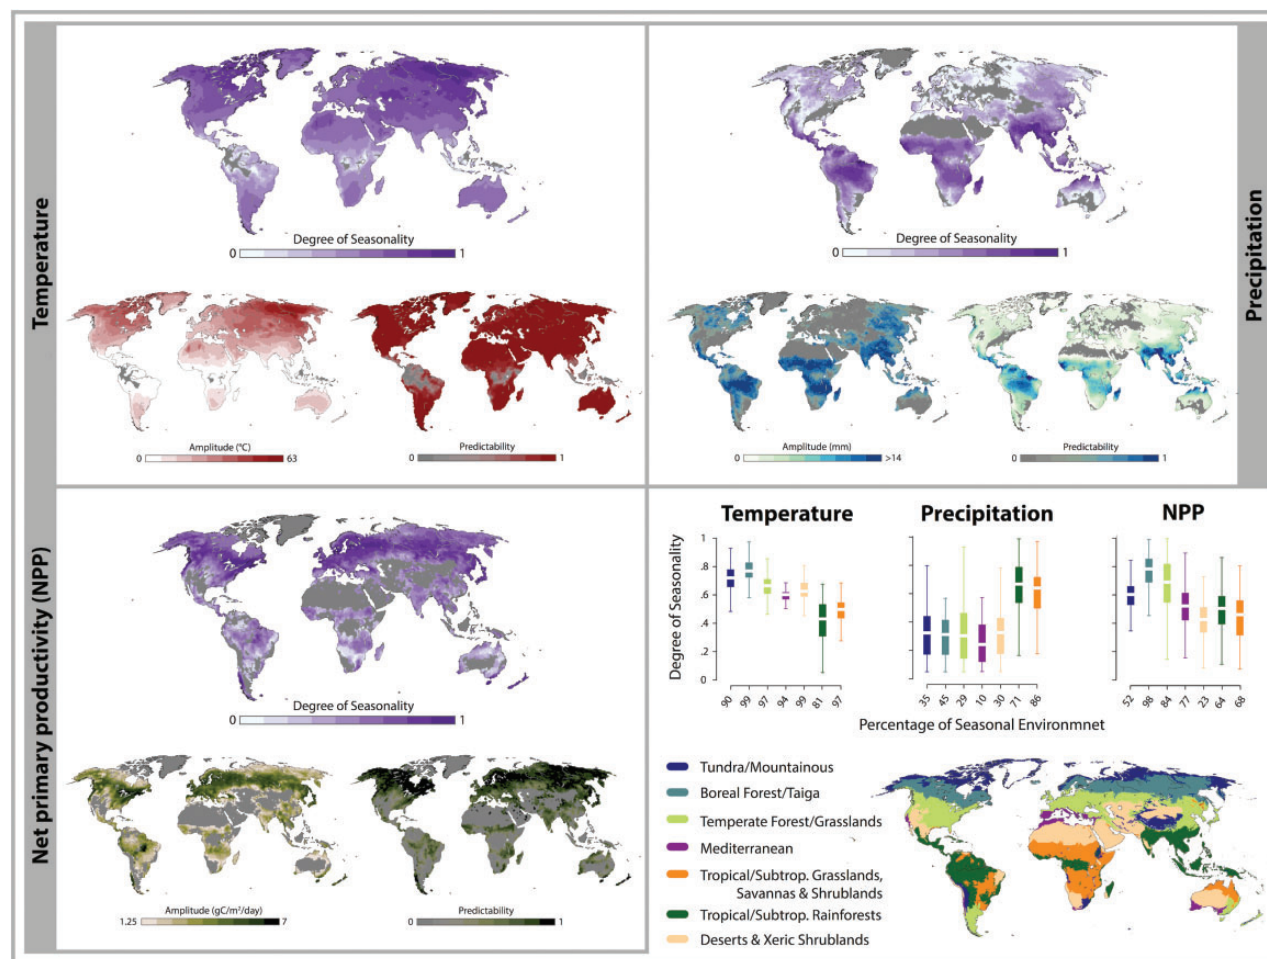 Temperature
Degree of Seasonality
0 1
Amplitude (°C)
0 63
Predictability
0 1
Precipitation
Degree of Seasonality
0 1
Amplitude (mm)
0 >14
Predictability
0 1
Net primary productivity (NPP)
Degree of Seasonality
0 1
Amplitude (gC/m²/day)
1.25 7
Predictability
0 1
Temperature Precipitation NPP
Degree of Seasonality
1
.8
.6
.4
.2
0
90 99 97 94 99 81 97
35 45 29 10 30 71 86
52 98 84 77 23 64 68
Percentage of Seasonal Environmnet
Tundra/Mountainous
Boreal Forest/Taiga
Temperate Forest/Grasslands
Mediterranean
Tropical/Subtrop. Grasslands,
Savannas & Shrublands
Tropical/Subtrop. Rainforests
Deserts & Xeric Shrublands